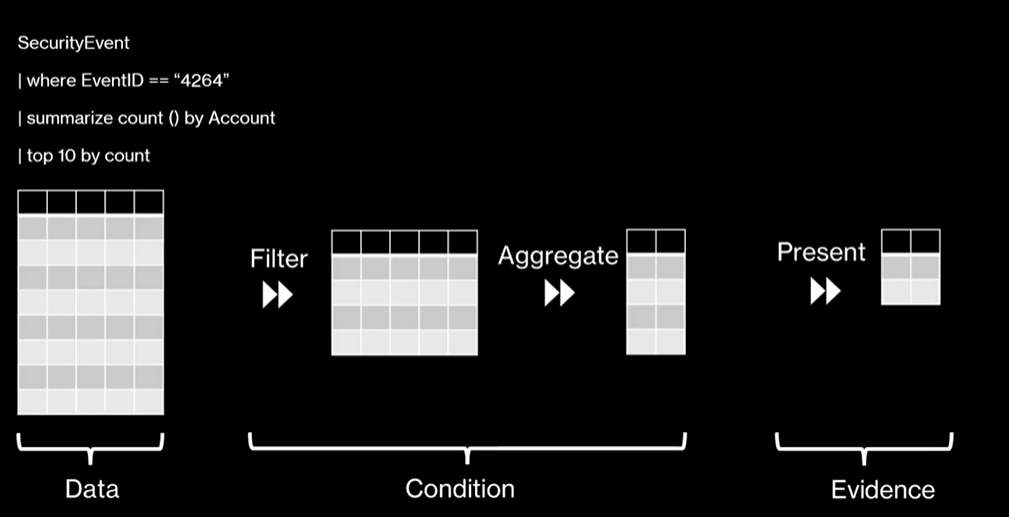 SecurityEvent
| where EventID == “4264”
| summarize count () by Account
| top 10 by count
Filter
Aggregate
Present
Data
Condition
Evidence